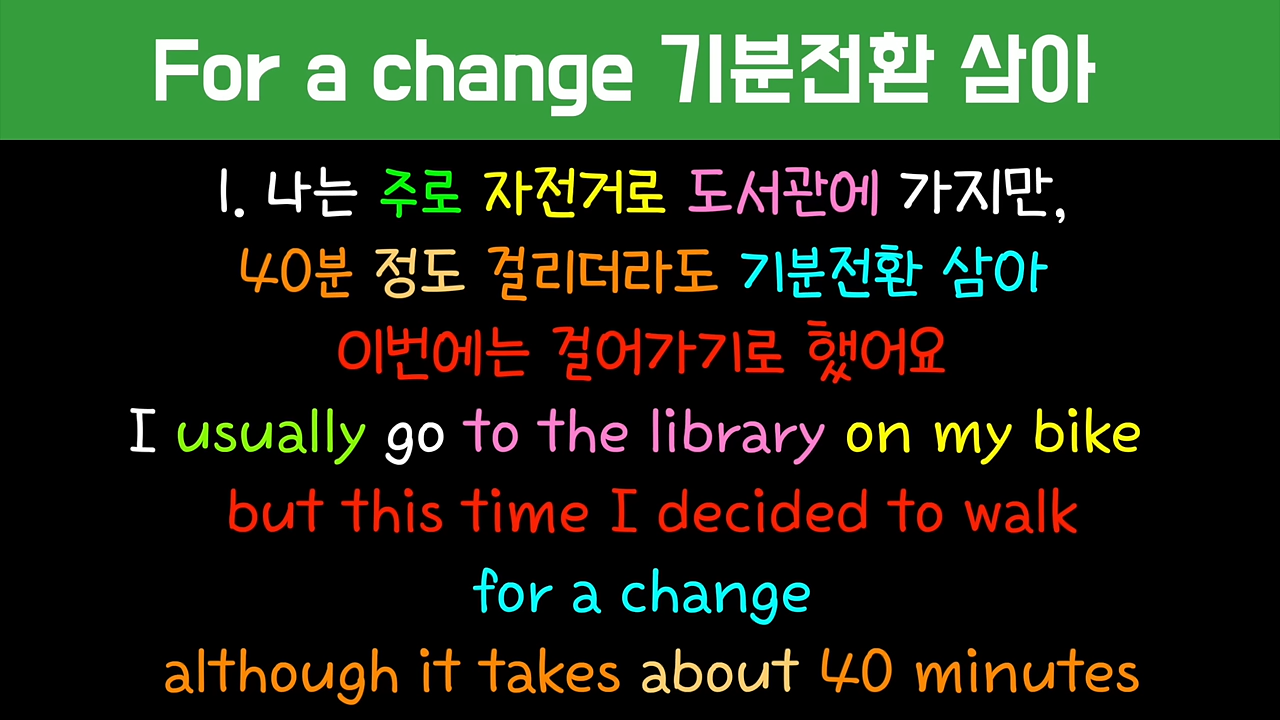 For a change 기분전환 삼아
1. 나는 주로 자전거로 도서관에 가지만,
40분 정도 걸리더라도 기분전환 삼아
이번에는 걸어가기로 했어요
I usually go to the library on my bike
but this time I decided to walk
for a change
although it takes about 40 minutes